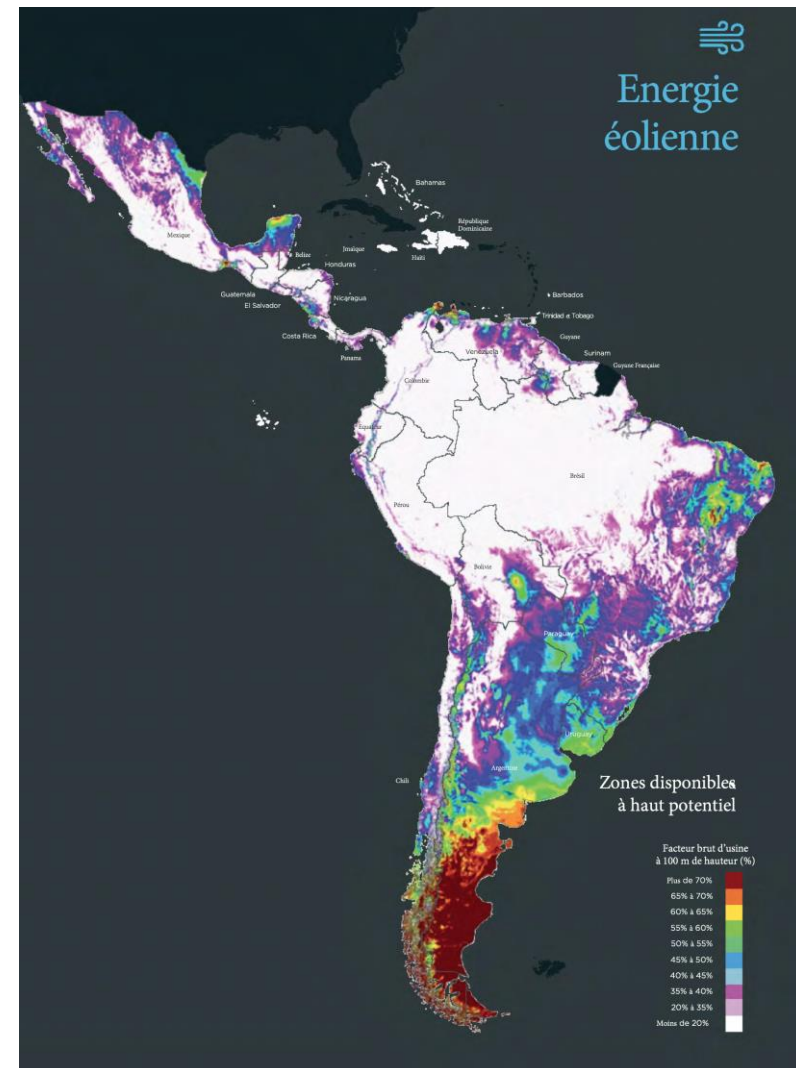 Energie
éolienne
Bahamas
République
Dominicaine
Mexique
Jmaïque
Haïti
Belize
Honduras
Guatemala
El Salvador
Nicaragua
Barbados
Trinidad a Tobago
Costa Rica
Panama
Guyane
Venezuela
Surinam
Guyane Française
Colombie
Equateur
Brésil
Pérou
Bolivia
Paraguay
Uruguay
Argentine
Chili
Zones disponibles
à haut potentiel
Facteur brut d'usine
à 100 m de hauteur (%)
Plus de 70%
65% à 70%
60% à 65%
55% à 60%
50% à 55%
45% à 50%
40% à 45%
35% à 40%
20% à 35%
Moins de 20%